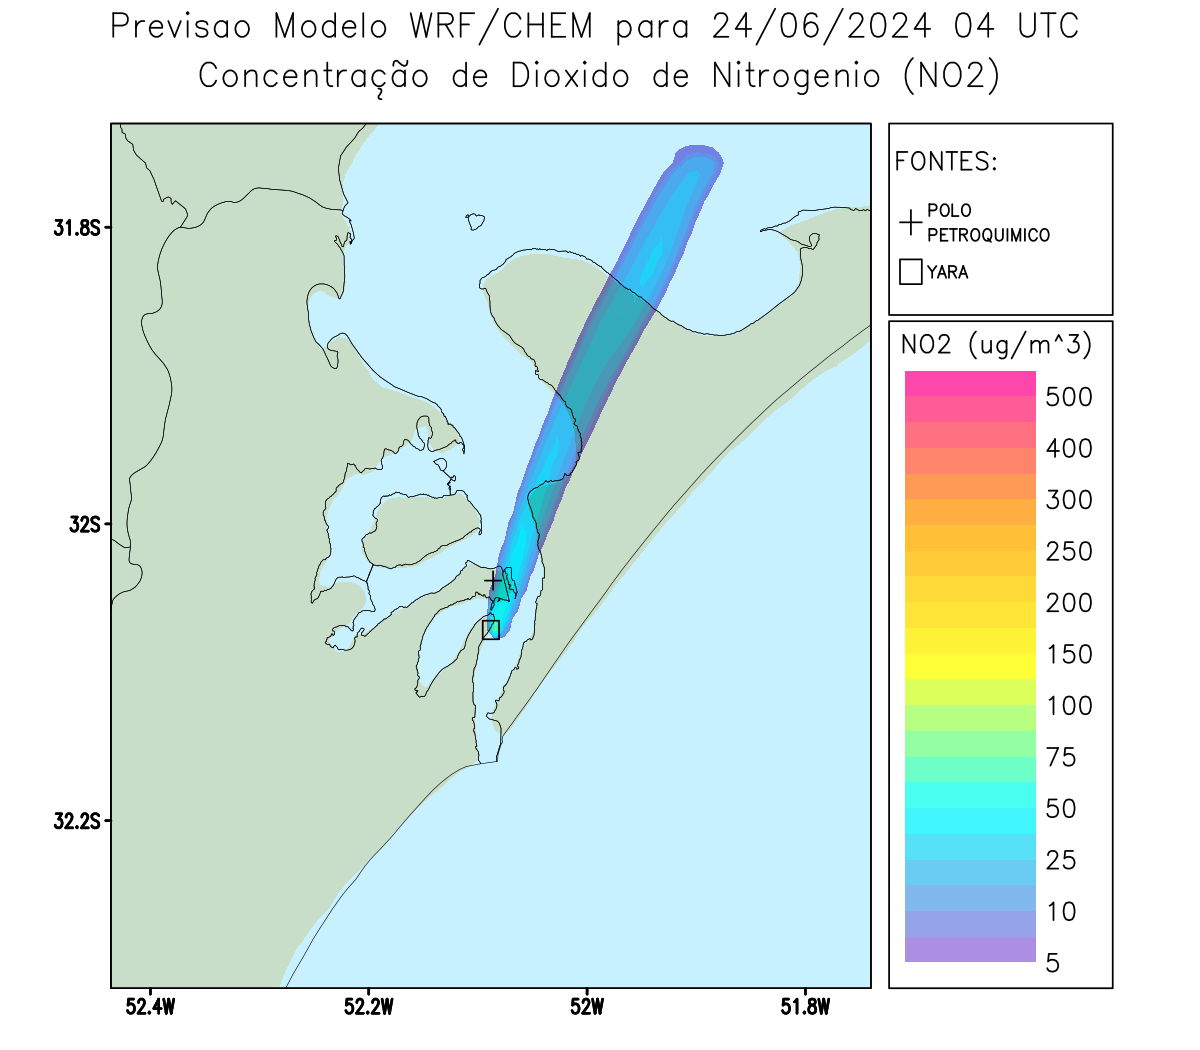 Previsao Modelo WRF/CHEM para 24/06/2024 04 UTC
Concentração de Dioxido de Nitrogenio (NO2)
FONTES:
POLO
PETROQUIMICO
YARA
31.8S
32S
32.2S
52.4W
52.2W
52W
51.8W
NO2 (ug/m^3)
500
400
300
250
200
150
100
75
50
25
10
5